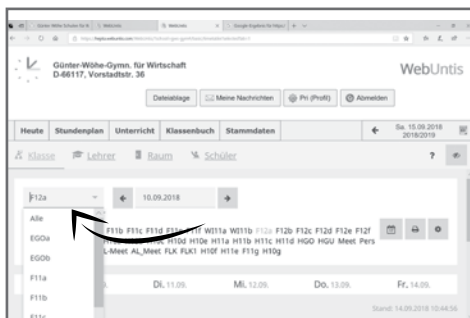 Günter-Wöhe-Gymn. für Wirtschaft
D-66117, Vorstadtstr. 36
WebUntis
Dateiablage Meine Nachrichten Pri (Profil) Abmelden
Heute Stundenplan Unterricht Klassenbuch Stammdaten
Sa. 15.09.2018
2018/2019
Klasse Lehrer Raum Schüler ?
F12a 10.09.2018
Alle
EGOa
EGOb
F11a
F11b
F11c
F11b F11c F11d F11e F11f WJ11a WJ11b F12a F12b F12c F12d F12e F12f
H10d H10e H11a H11b H11c H11d HGO HGU Meet Pers
L-Meet AL_Meet FLK FLK1 H10f H11e F11g H10g
Di. 11.09. Mi. 12.09. Do. 13.09. Fr. 14.09.
Stand: 14.09.2018 10:44:56